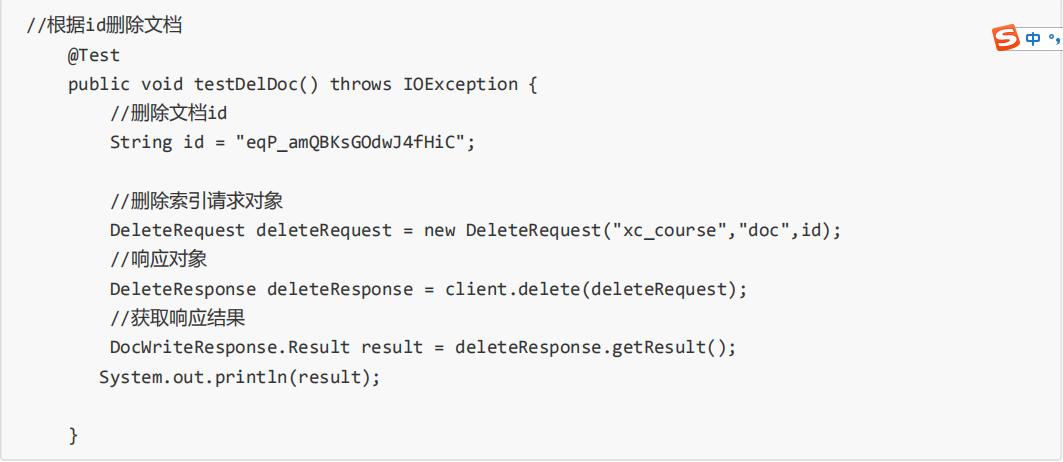 //根据id删除文档
@Test
public void testDelDoc() throws IOException {
//删除文档id
String id = "eqP_amQBKsGOdwJ4fHiC";
//删除索引请求对象
DeleteRequest deleteRequest = new DeleteRequest("xc_course","doc",id);
//响应对象
DeleteResponse deleteResponse = client.delete(deleteRequest);
//获取响应结果
DocWriteResponse.Result result = deleteResponse.getResult();
System.out.println(result);
}
S 中 °,